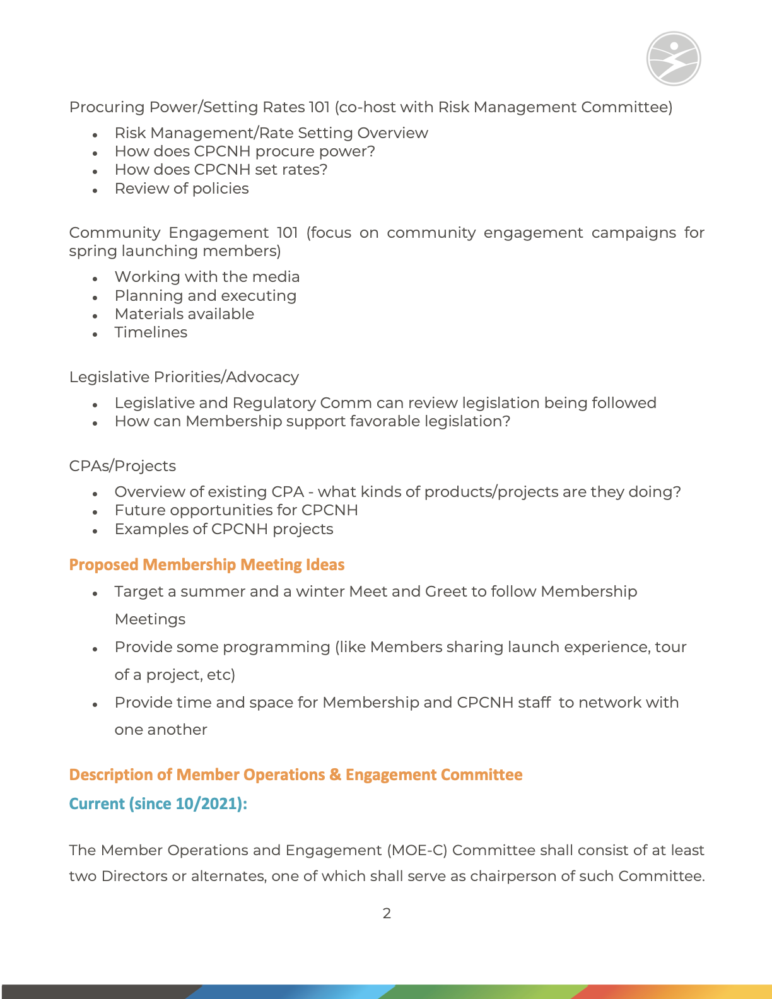 Procuring Power/Setting Rates 101 (co-host with Risk Management Committee)
• Risk Management/Rate Setting Overview
• How does CPCNH procure power?
• How does CPCNH set rates?
• Review of policies
Community Engagement 101 (focus on community engagement campaigns for
spring launching members)
• Working with the media
• Planning and executing
• Materials available
• Timelines
Legislative Priorities/Advocacy
• Legislative and Regulatory Comm can review legislation being followed
• How can Membership support favorable legislation?
CPAs/Projects
• Overview of existing CPA - what kinds of products/projects are they doing?
• Future opportunities for CPCNH
• Examples of CPCNH projects
Proposed Membership Meeting Ideas
• Target a summer and a winter Meet and Greet to follow Membership
Meetings
• Provide some programming (like Members sharing launch experience, tour
of a project, etc)
• Provide time and space for Membership and CPCNH staff  to network with
one another
Description of Member Operations & Engagement Committee
Current (since 10/2021):
The Member Operations and Engagement (MOE-C) Committee shall consist of at least
two Directors or alternates, one of which shall serve as chairperson of such Committee.
2